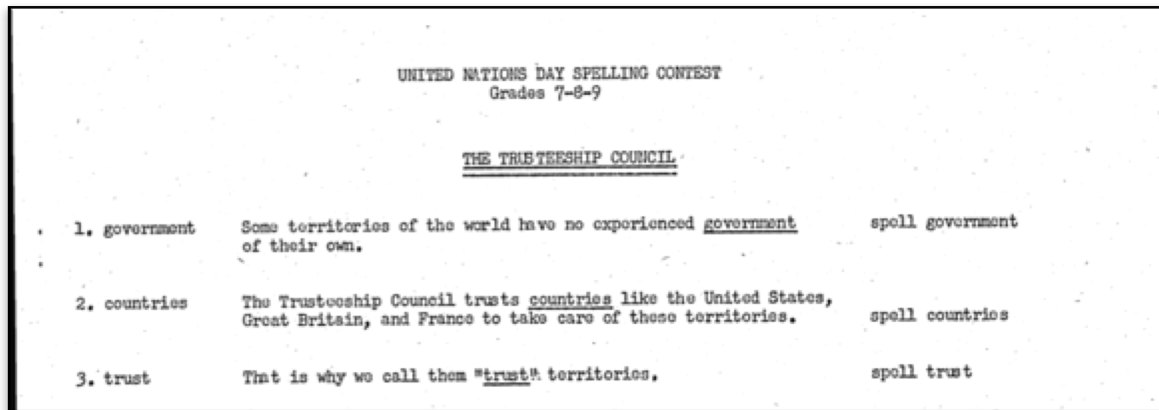 UNITED NATIONS DAY SPELLING CONTEST
Grades 7-8-9
THE TRUSTEESHIP COUNCIL
1. government Some territories of the world have no experienced government spell government
of their own.
2. countries The Trusteeship Council trusts countries like the United States,
Great Britain, and France to take care of these territories. spell countries
3. trust That is why we call them "trust" territories. spell trust